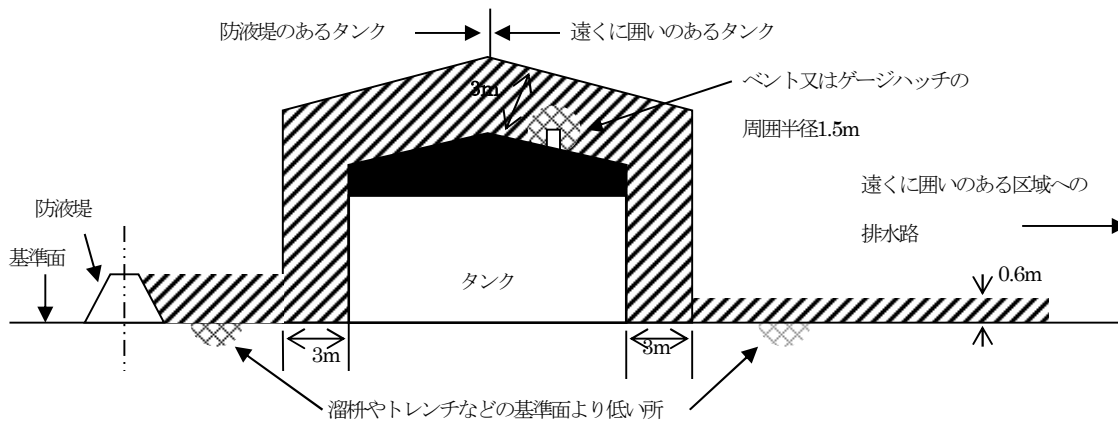 防液堤のあるタンク
遠くに囲いのあるタンク
3m
ベント又はゲージハッチの
周囲半径1.5m
遠くに囲いのある区域への
排水路
防液堤
基準面
タンク
0.6m
3m
3m
溜枡やトレンチなどの基準面より低い所